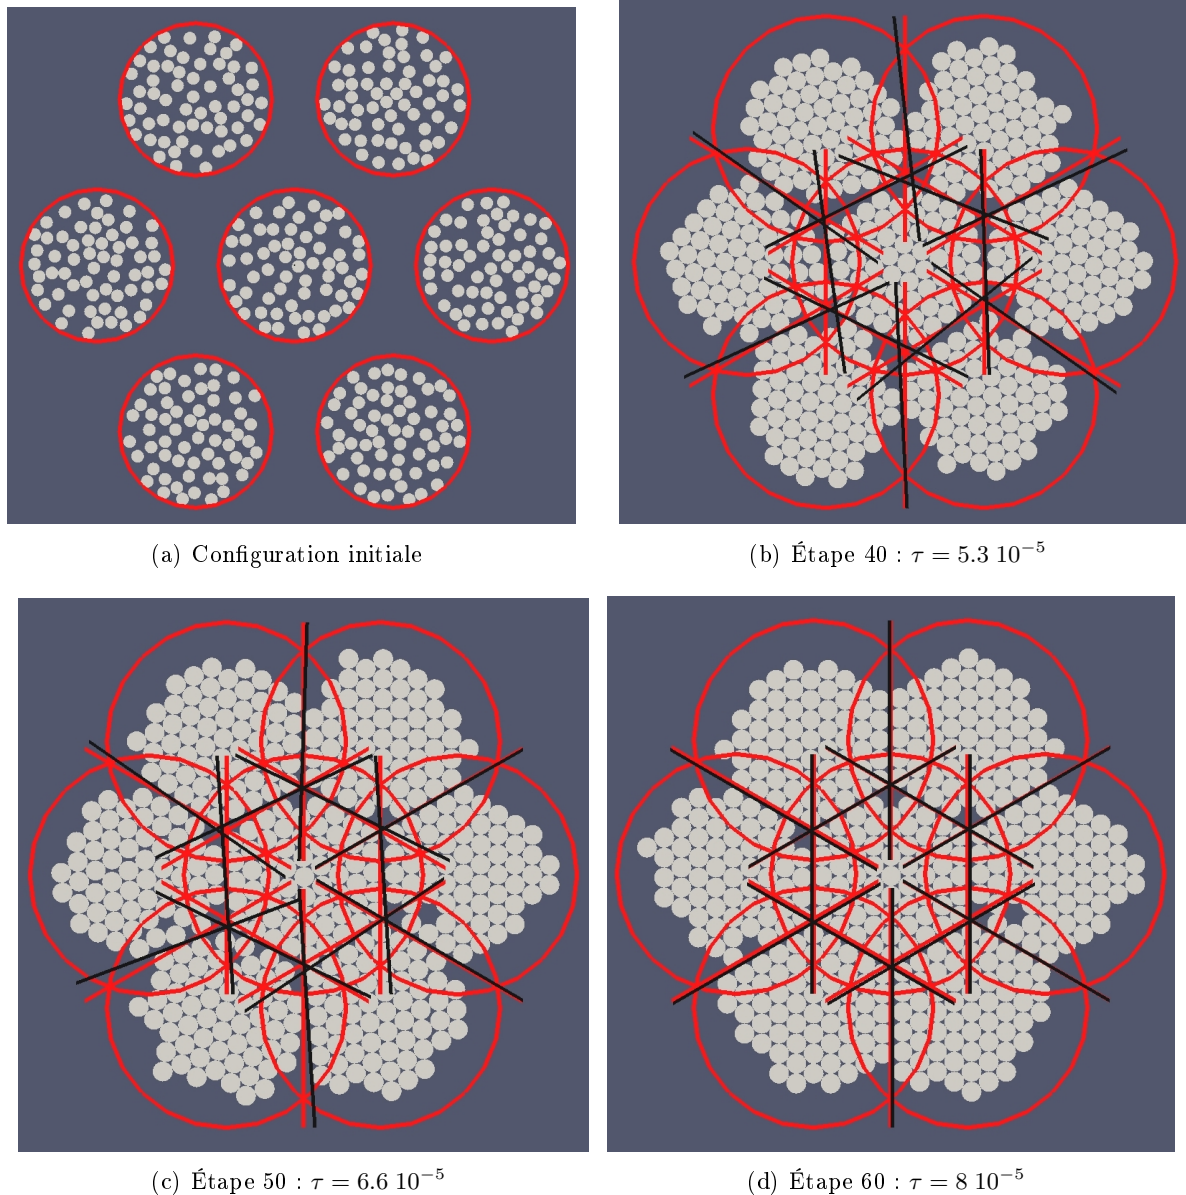 (a) Configuration initiale
(b) Étape 40 : τ = 5.3 10⁻⁵
(c) Étape 50 : τ = 6.6 10⁻⁵
(d) Étape 60 : τ = 8 10⁻⁵